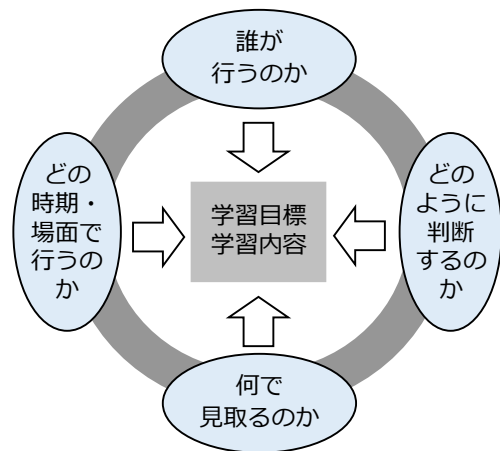 誰が
行うのか
どの
時期・
場面で
行うの
か
学習目標
学習内容
どの
ように
判断
するのか
何で
見取るのか